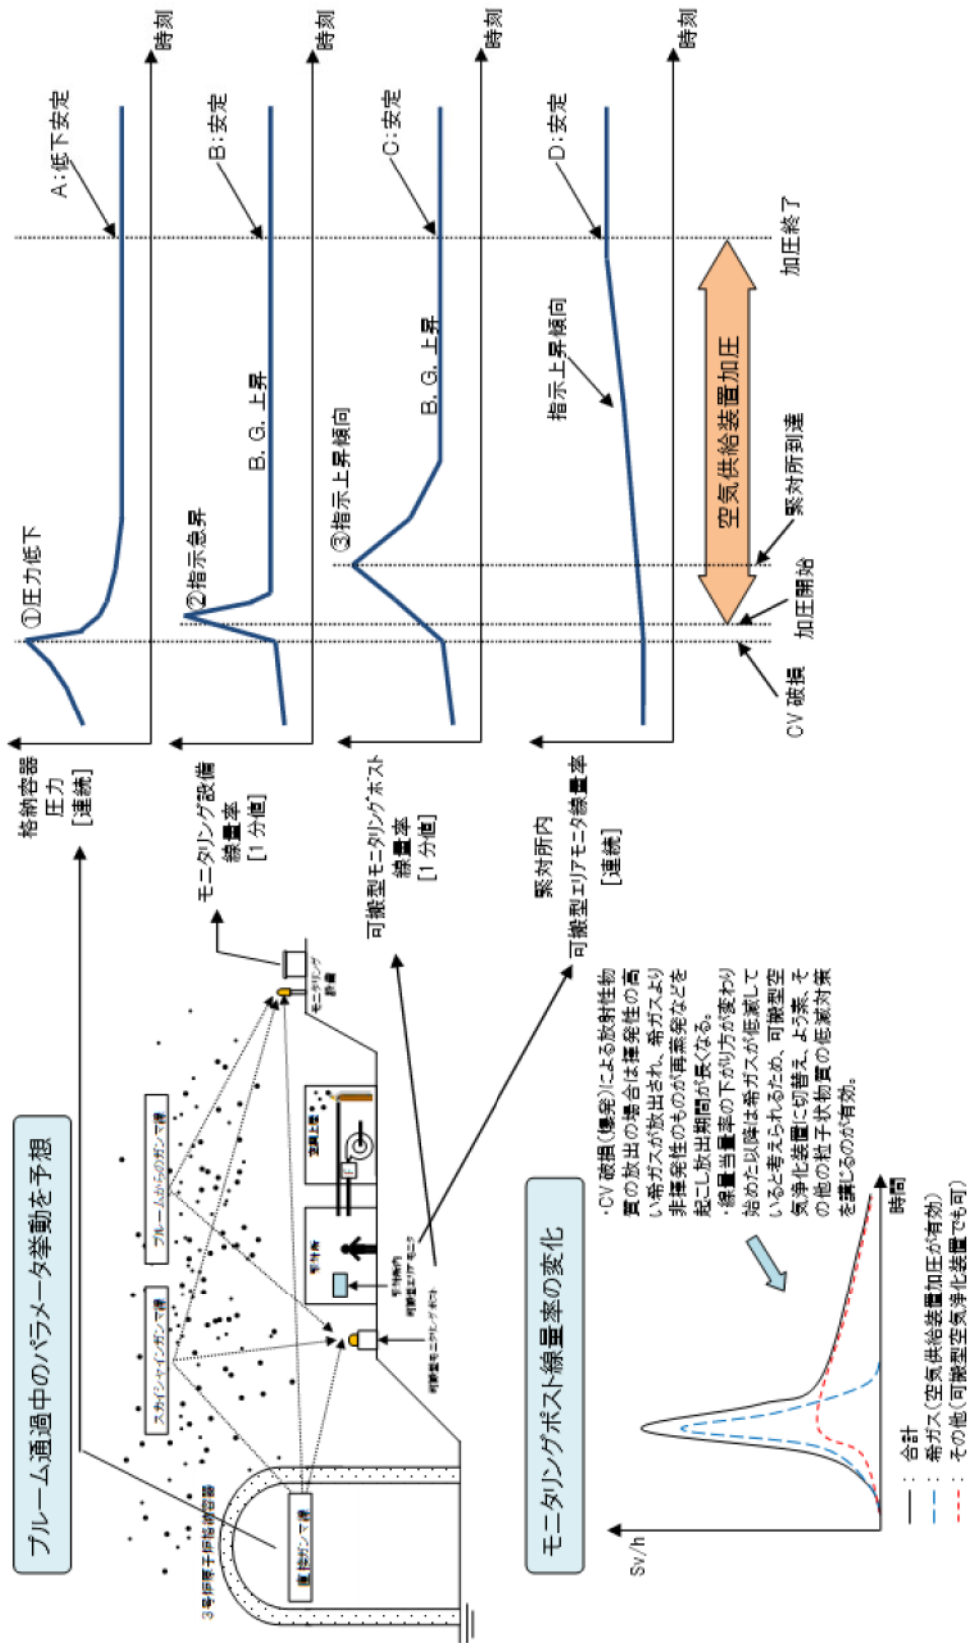 プルーム通過中のパラメータ挙動を予想
スカイシャインガンマ線
プルームからのガンマ線
3号炉原子炉格納容器
直接ガンマ線
緊対所
空調上屋
モニタリング
設備
緊対所内
可搬型エリアモニタ
可搬型モニタリングポスト
格納容器
圧力
[連続]
①圧力低下
A:低下安定
時刻
モニタリング設備
線量率
[1分値]
②指示急昇
B.G.上昇
B:安定
時刻
可搬型モニタリングポスト
線量率
[1分値]
③指示上昇傾向
B.G.上昇
C:安定
時刻
緊対所内
可搬型エリアモニタ線量率
[連続]
指示上昇傾向
D:安定
時刻
空気供給装置加圧
CV破損
加圧開始
緊対所到達
加圧終了
モニタリングポスト線量率の変化
Sv/h
時間
・CV破損(爆発)による放射性物
質の放出の場合は揮発性の高
い希ガスが放出され、希ガスより
非揮発性のものが再蒸発などを
起こし放出期間が長くなる。
・線量当量率の下がり方が変わり
始めた以降は希ガスが低減して
いると考えられるため、可搬型空
気浄化装置に切替え、よう素、そ
の他の粒子状物質の低減対策
を講じるのが有効。
:合計
:希ガス(空気供給装置加圧が有効)
:その他(可搬型空気浄化装置でも可)